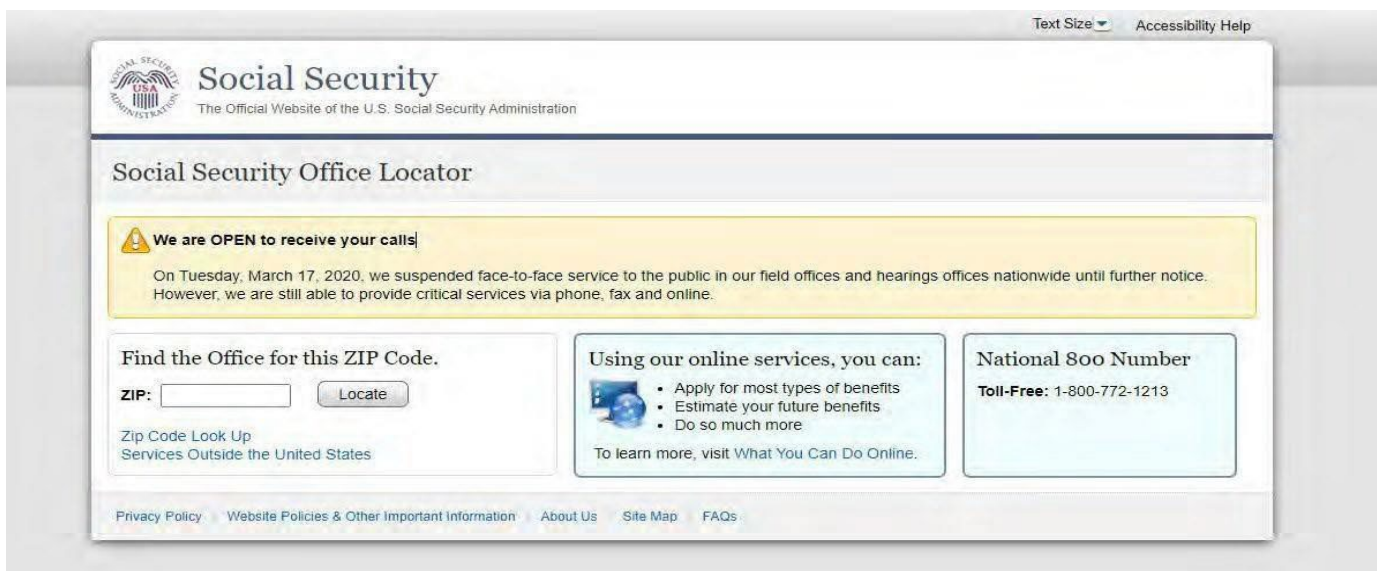 Text Size
Accessibility Help
SOCIAL SECURITY ADMINISTRATION
USA
Social Security
The Official Website of the U.S. Social Security Administration
Social Security Office Locator
We are OPEN to receive your calls
On Tuesday, March 17, 2020, we suspended face-to-face service to the public in our field offices and hearings offices nationwide until further notice.
However, we are still able to provide critical services via phone, fax and online.
Find the Office for this ZIP Code.
ZIP:
Locate
Zip Code Look Up
Services Outside the United States
Using our online services, you can:
• Apply for most types of benefits
• Estimate your future benefits
• Do so much more
To learn more, visit What You Can Do Online.
National 800 Number
Toll-Free: 1-800-772-1213
Privacy Policy
Website Policies & Other Important Information
About Us
Site Map
FAQs